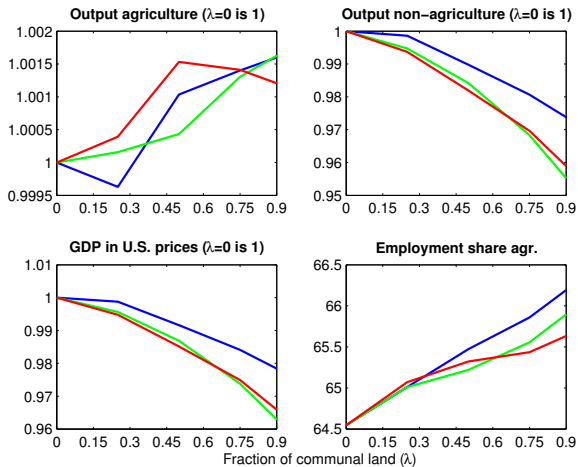 Output agriculture (λ=0 is 1)
1.002
1.0015
1.001
1.0005
1
0.9995
0 0.15 0.3 0.45 0.6 0.75 0.9
Output non−agriculture (λ=0 is 1)
1
0.99
0.98
0.97
0.96
0.95
0 0.15 0.3 0.45 0.6 0.75 0.9
GDP in U.S. prices (λ=0 is 1)
1.01
1
0.99
0.98
0.97
0.96
0 0.15 0.3 0.45 0.6 0.75 0.9
Employment share agr.
66.5
66
65.5
65
64.5
0 0.15 0.3 0.45 0.6 0.75 0.9
Fraction of communal land (λ)